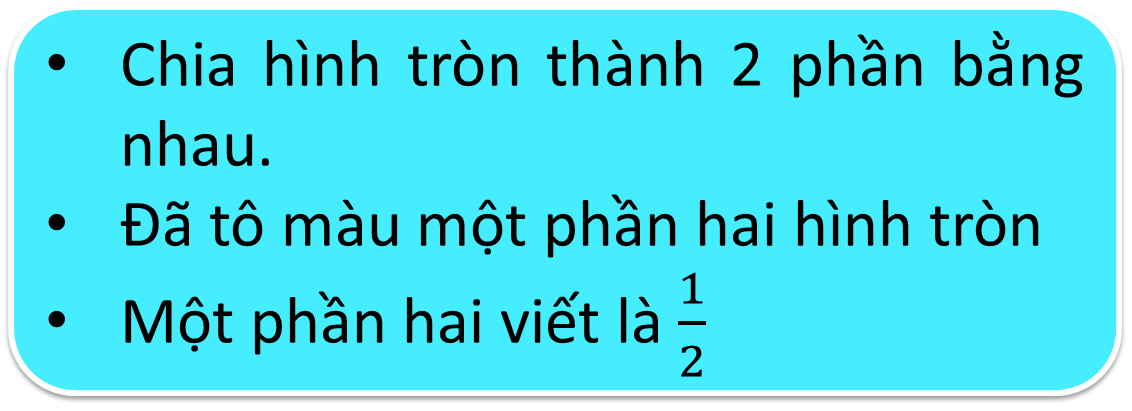 • Chia hình tròn thành 2 phần bằng
nhau.
• Đã tô màu một phần hai hình tròn
• Một phần hai viết là 1/2